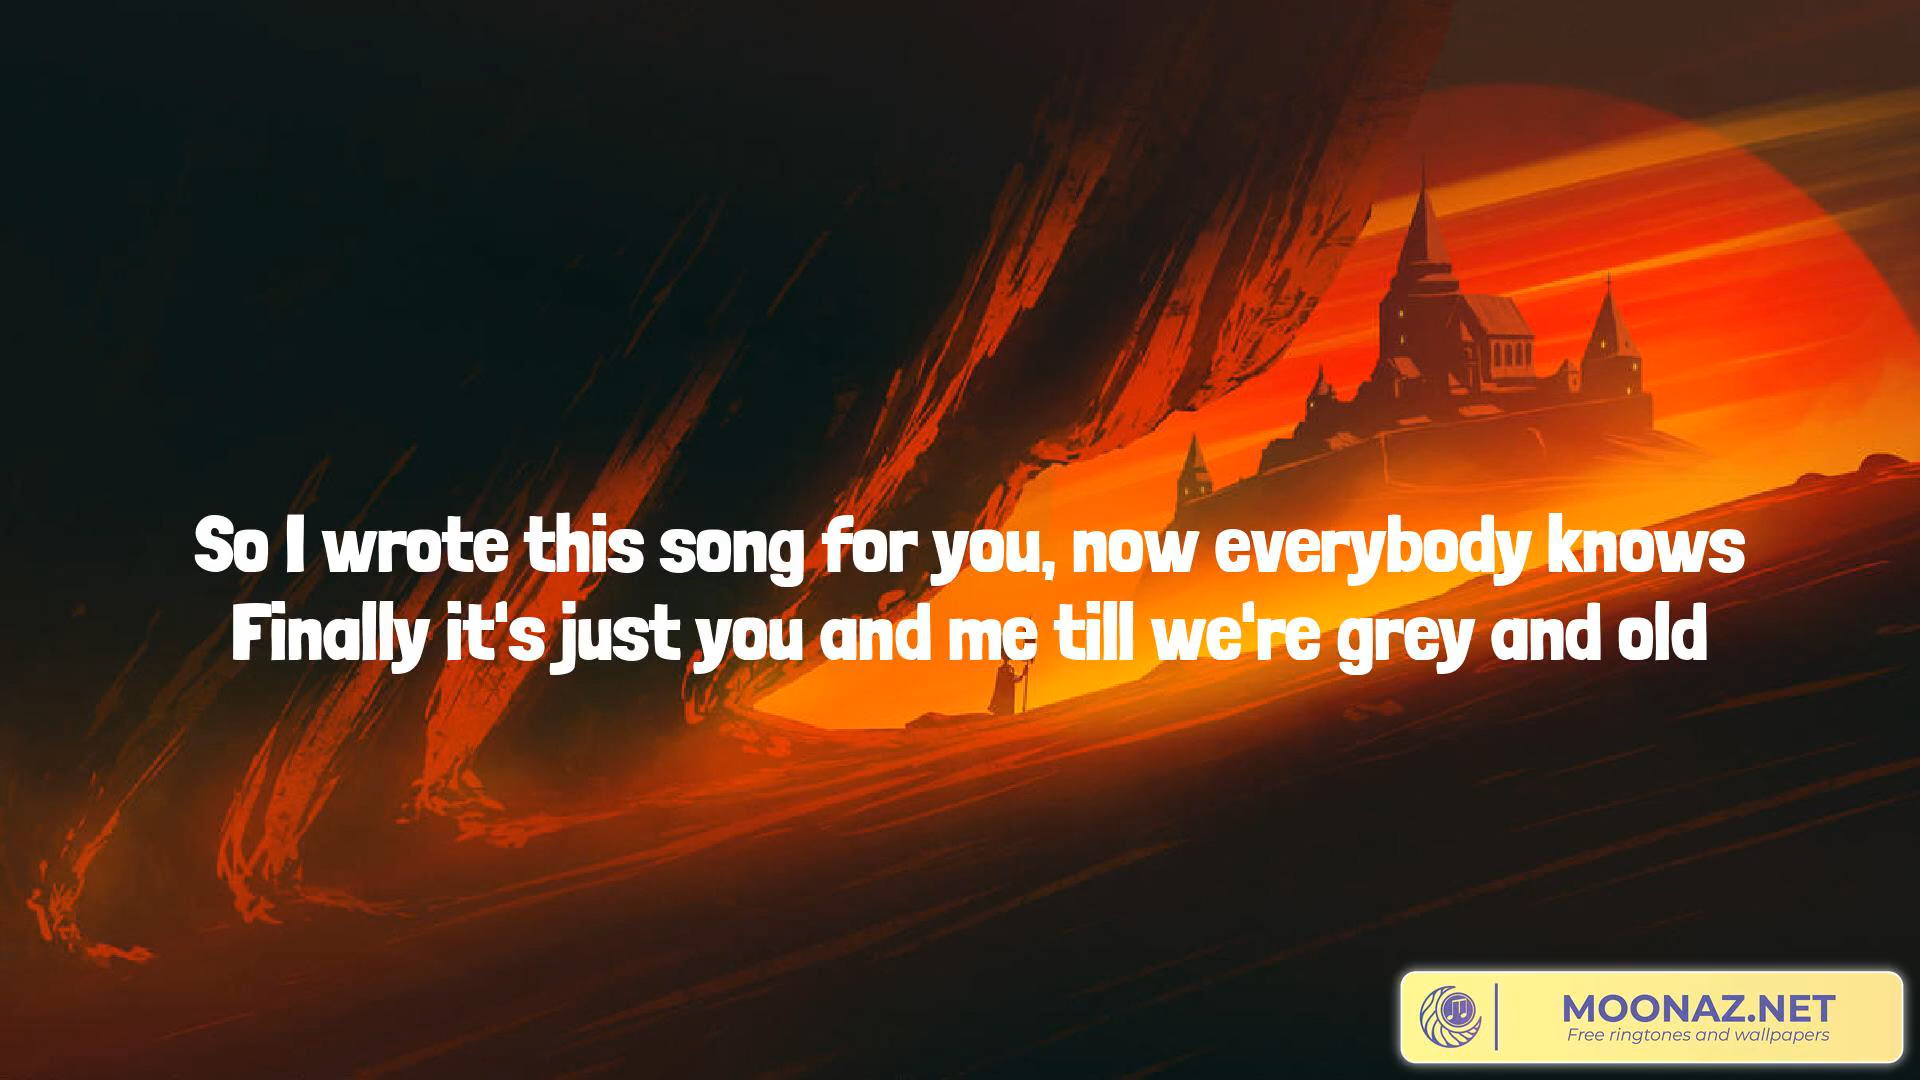 So I wrote this song for you, now everybody knows
Finally it's just you and me till we're grey and old
MOONAZ.NET
Free ringtones and wallpapers